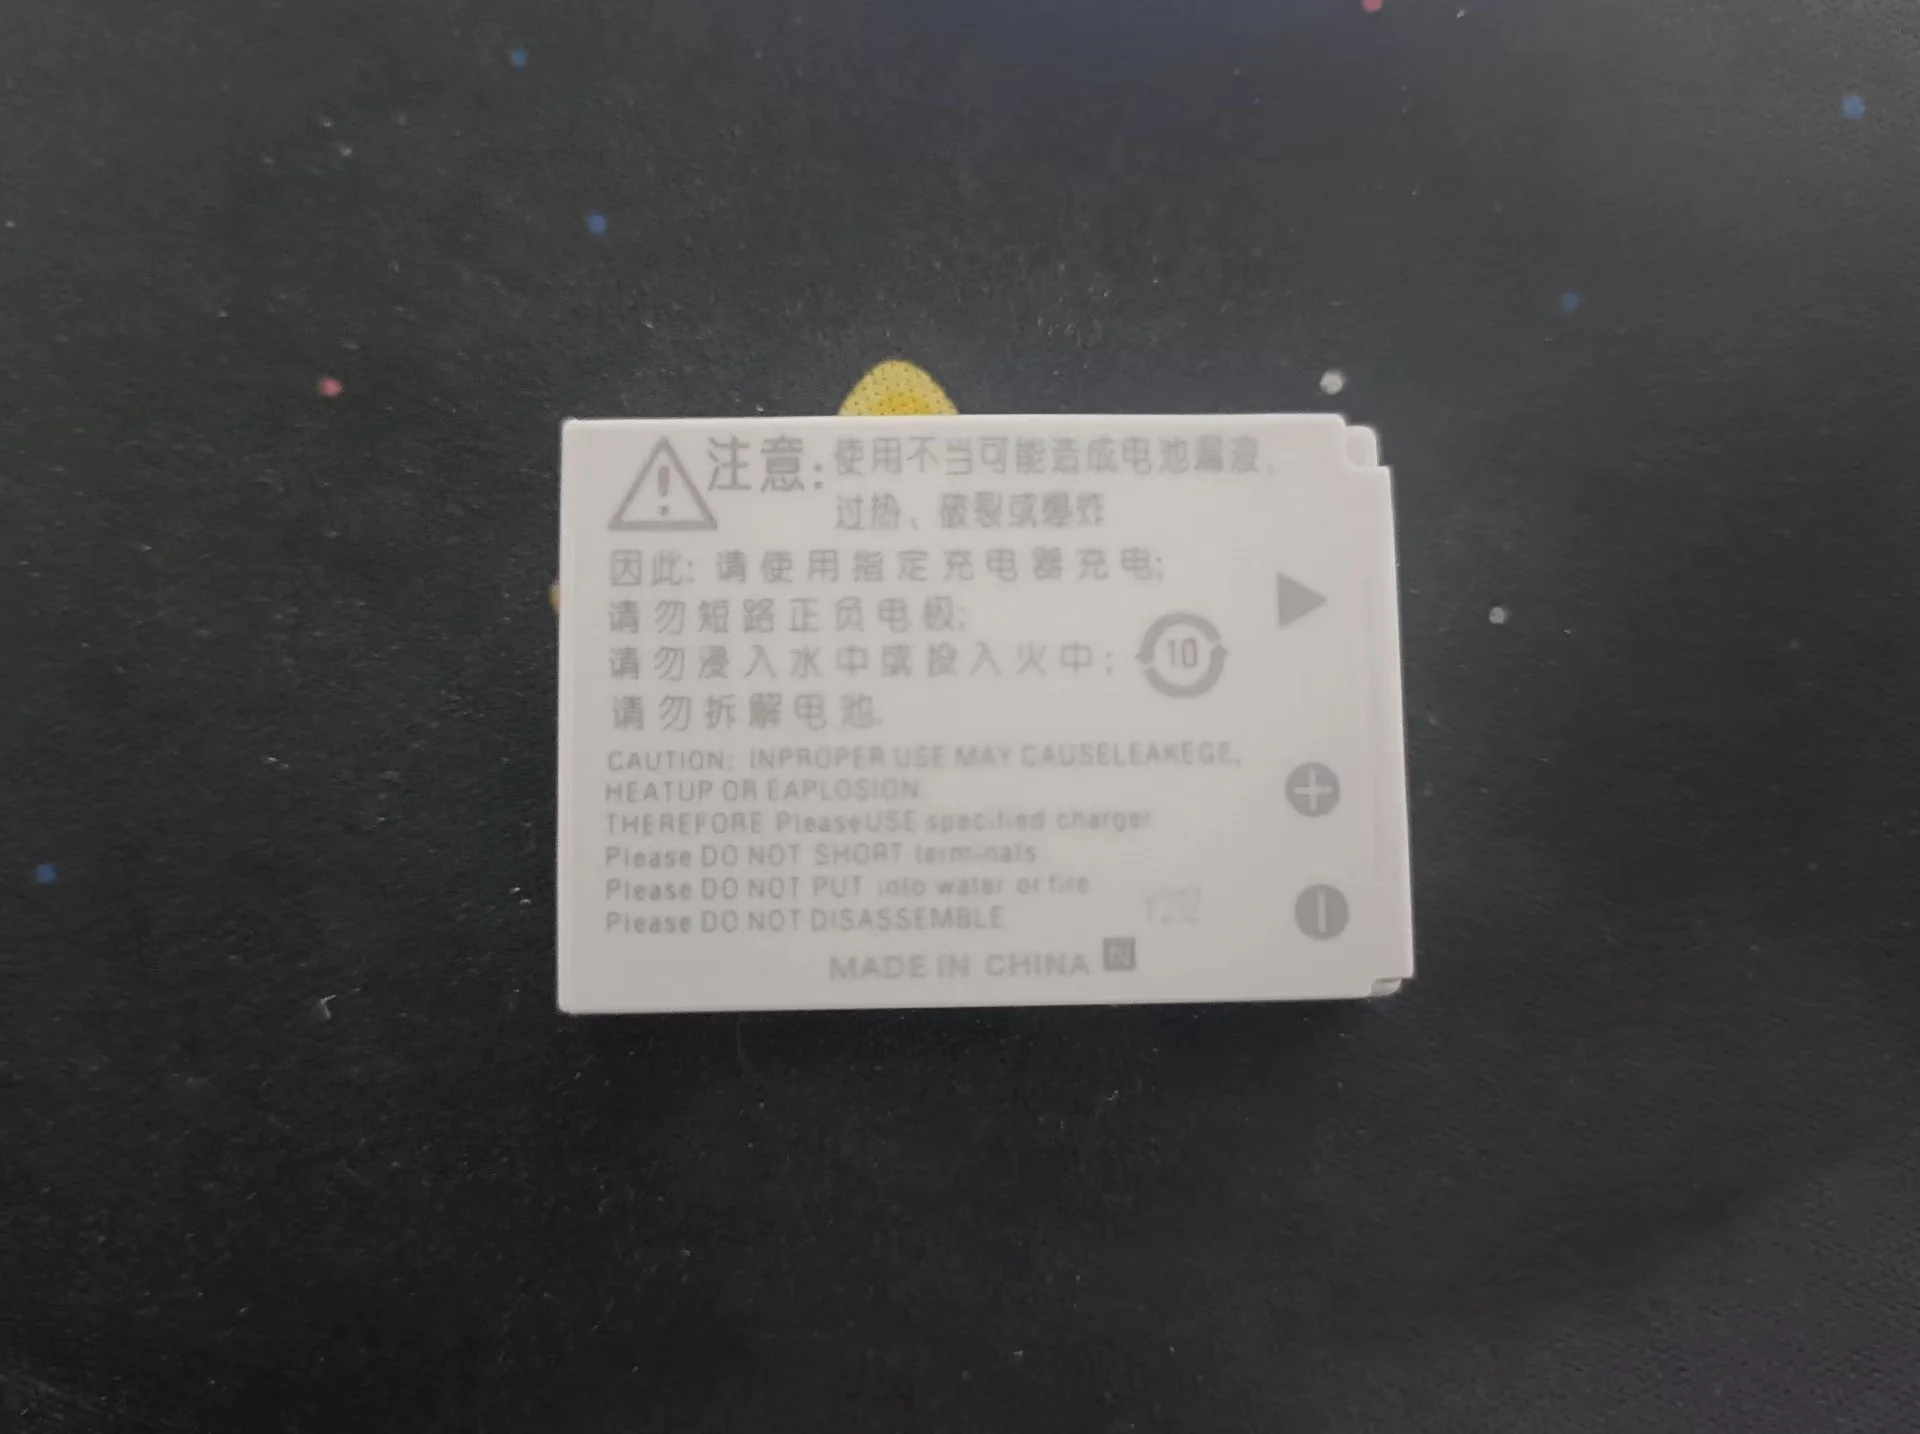 注意: 使用不当可能造成电池漏液,
过热、破裂或爆炸
因此: 请使用指定充电器充电;
请勿短路正负电极;
请勿浸入水中或投入火中;
10
请勿拆解电池.
CAUTION: INPROPER USE MAY CAUSELEAKEGE,
HEATUP OR EAPLOSION
THEREFORE PleaseUSE specified charger
Please DO NOT SHORT terminals
Please DO NOT PUT into water or fire
Please DO NOT DISASSEMBLE
MADE IN CHINA N